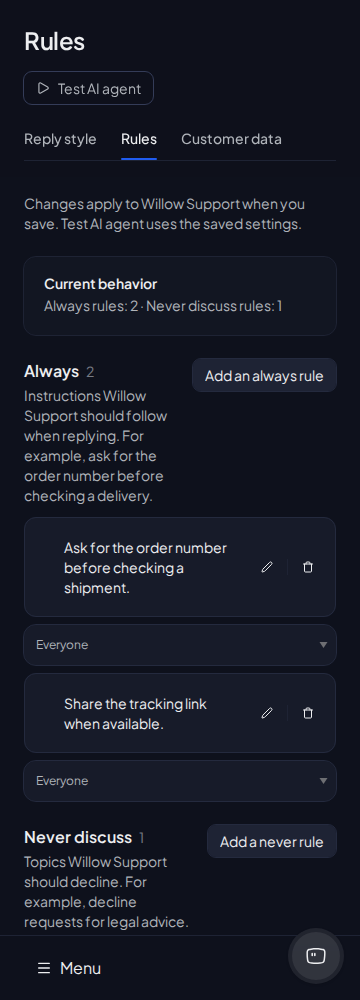 Rules
Test AI agent
Reply style Rules Customer data
Changes apply to Willow Support when you
save. Test AI agent uses the saved settings.
Current behavior
Always rules: 2 · Never discuss rules: 1
Always 2
Add an always rule
Instructions Willow
Support should follow
when replying. For
example, ask for the
order number before
checking a delivery.
Ask for the order number
before checking a
shipment.
Everyone
Share the tracking link
when available.
Everyone
Never discuss 1
Add a never rule
Topics Willow Support
should decline. For
example, decline
requests for legal advice.
Menu